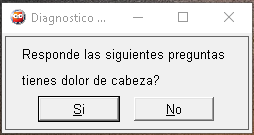 Diagnostico ...
Responde las siguientes preguntas
tienes dolor de cabeza?
Si
No